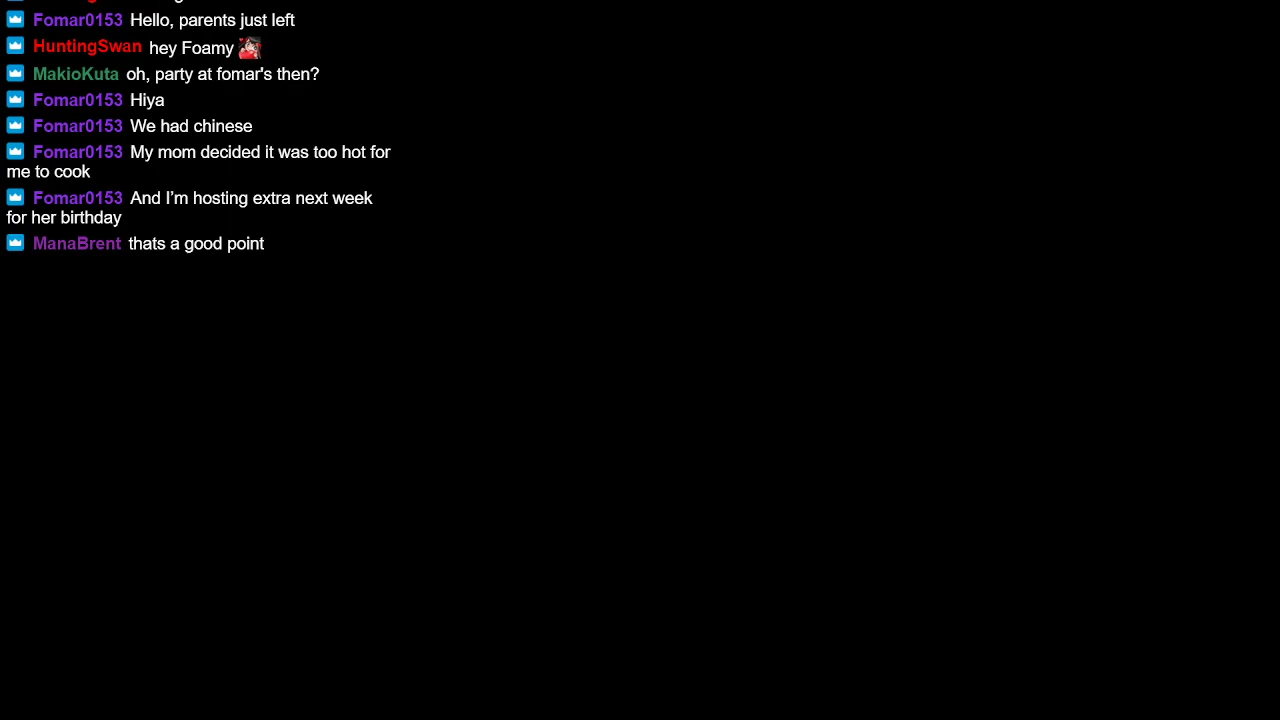 Fomar0153 Hello, parents just left
HuntingSwan hey Foamy
MakioKuta oh, party at fomar's then?
Fomar0153 Hiya
Fomar0153 We had chinese
Fomar0153 My mom decided it was too hot for
me to cook
Fomar0153 And I’m hosting extra next week
for her birthday
ManaBrent thats a good point